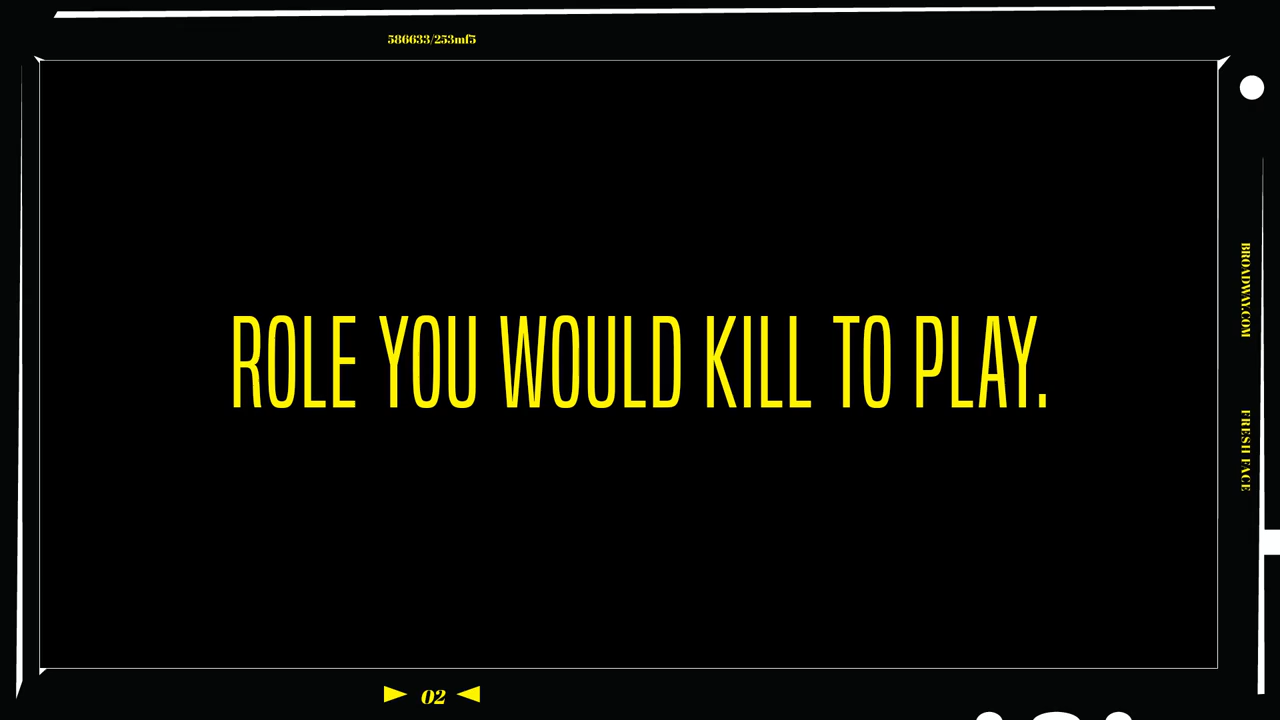 586633/253mf5
ROLE YOU WOULD KILL TO PLAY.
BROADWAY.COM
FRESH FACE
02